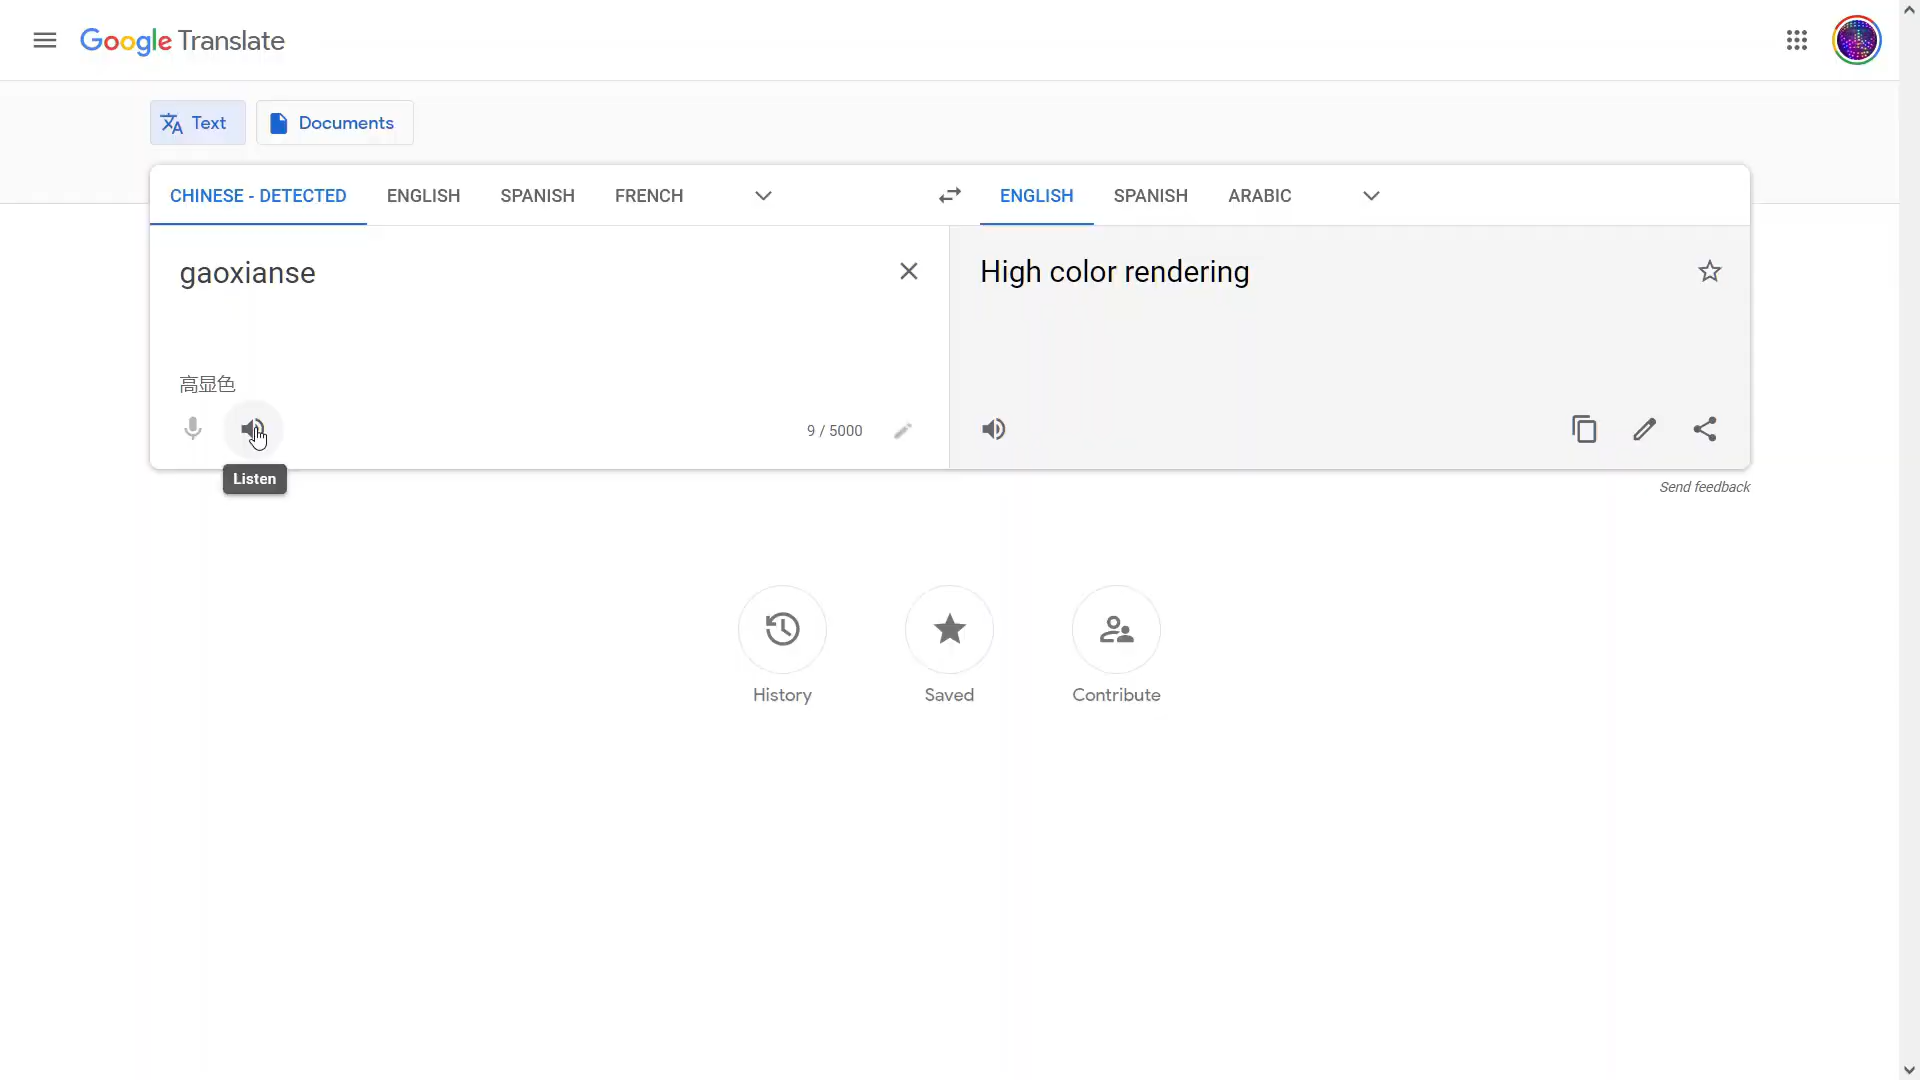 Google Translate
Text
Documents
CHINESE - DETECTED
ENGLISH
SPANISH
FRENCH
ENGLISH
SPANISH
ARABIC
gaoxianse
High color rendering
高显色
9 / 5000
Listen
Send feedback
History
Saved
Contribute